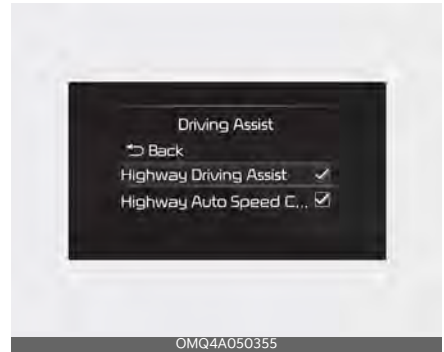 Driving Assist
Back
Highway Driving Assist
Highway Auto Speed C...
OMQ4A050355